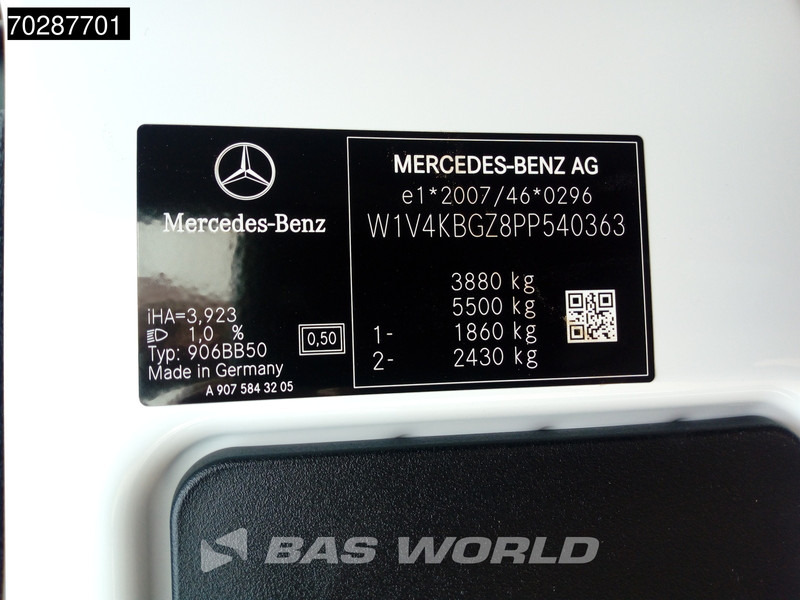 70287701
Mercedes-Benz
iHA=3,923
1,0 %
Typ: 906BB50
Made in Germany
0,50
A 907 584 32 05
MERCEDES-BENZ AG
e1*2007/46*0296
W1V4KBGZ8PP540363
3880 kg
5500 kg
1- 1860 kg
2- 2430 kg
BAS WORLD